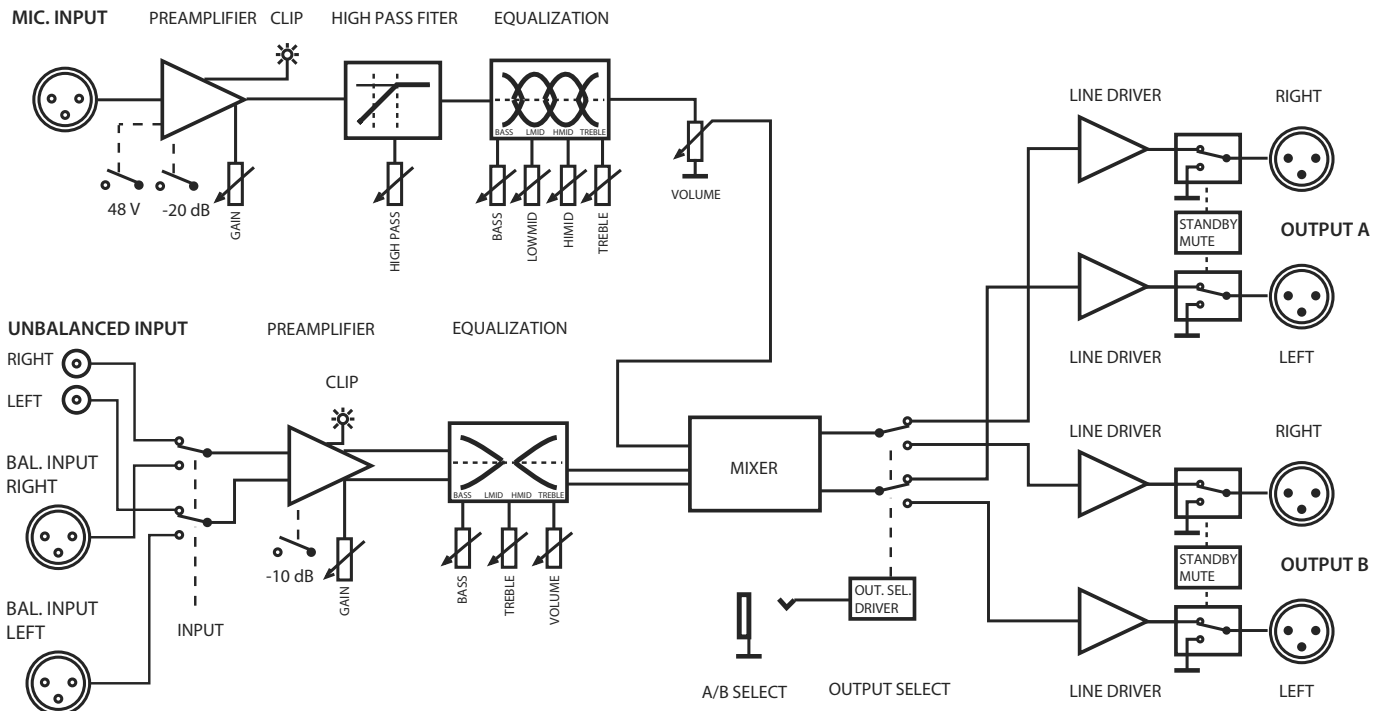 MIC. INPUT
PREAMPLIFIER
CLIP
HIGH PASS FITER
EQUALIZATION
BASS LMID HMID TREBLE
48 V
-20 dB
GAIN
HIGH PASS
BASS
LOWMID
HIMID
TREBLE
VOLUME
LINE DRIVER
RIGHT
STANDBY
MUTE
OUTPUT A
LINE DRIVER
LEFT
UNBALANCED INPUT
PREAMPLIFIER
EQUALIZATION
RIGHT
LEFT
CLIP
BAL. INPUT
RIGHT
BASS LMID HMID TREBLE
-10 dB
GAIN
BASS
TREBLE
VOLUME
BAL. INPUT
LEFT
INPUT
MIXER
OUT. SEL.
DRIVER
A/B SELECT
OUTPUT SELECT
LINE DRIVER
RIGHT
STANDBY
MUTE
OUTPUT B
LINE DRIVER
LEFT